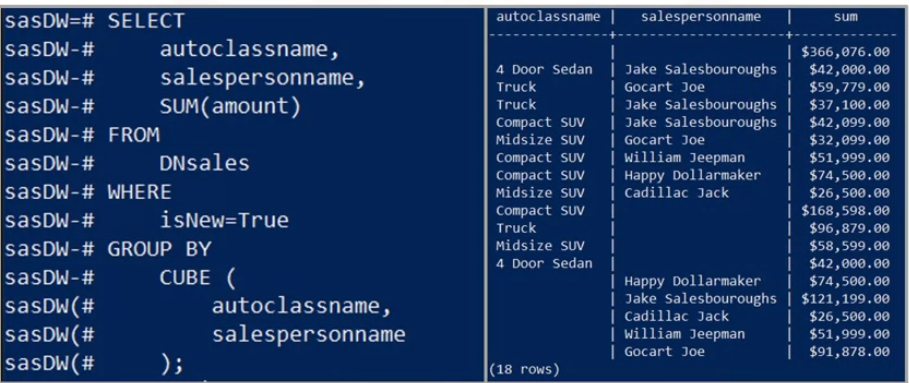 sasDW=# SELECT
sasDW-#     autoclassname,
sasDW-#     salespersonname,
sasDW-#     SUM(amount)
sasDW-# FROM
sasDW-#     DNsales
sasDW-# WHERE
sasDW-#     isNew=True
sasDW-# GROUP BY
sasDW-#     CUBE (
sasDW(#         autoclassname,
sasDW(#         salespersonname
sasDW(#     );
autoclassname | salespersonname | sum
---------------+--------------------+-------------
| | $366,076.00
4 Door Sedan | Jake Salesbouroughs | $42,000.00
Truck | Gocart Joe | $59,779.00
Truck | Jake Salesbouroughs | $37,100.00
Compact SUV | Jake Salesbouroughs | $42,099.00
Midsize SUV | Gocart Joe | $32,099.00
Compact SUV | William Jeepman | $51,999.00
Compact SUV | Happy Dollarmaker | $74,500.00
Midsize SUV | Cadillac Jack | $26,500.00
Compact SUV | | $168,598.00
Truck | | $96,879.00
Midsize SUV | | $58,599.00
4 Door Sedan | | $42,000.00
| Happy Dollarmaker | $74,500.00
| Jake Salesbouroughs | $121,199.00
| Cadillac Jack | $26,500.00
| William Jeepman | $51,999.00
| Gocart Joe | $91,878.00
(18 rows)